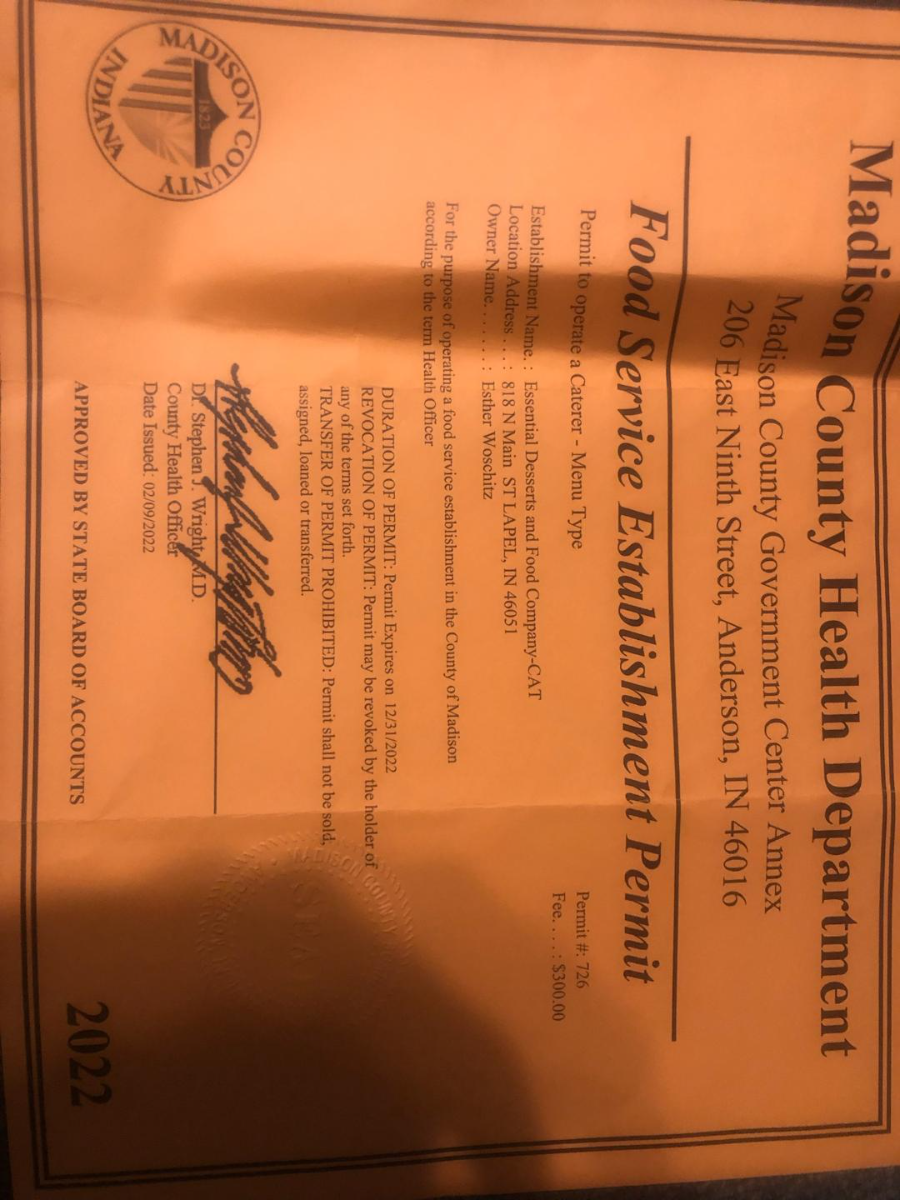 Madison County Health Department
Madison County Government Center Annex
206 East Ninth Street, Anderson, IN 46016
Food Service Establishment Permit
Permit to operate a Caterer - Menu Type
Permit #: 726
Fee. . . . : $300.00
Establishment Name. : Essential Desserts and Food Company-CAT
Location Address . . . : 818 N Main ST LAPEL, IN 46051
Owner Name. . . . . . . : Esther Woschitz
For the purpose of operating a food service establishment in the County of Madison
according to the term Health Officer
DURATION OF PERMIT: Permit Expires on 12/31/2022
REVOCATION OF PERMIT: Permit may be revoked by the holder of
any of the terms set forth.
TRANSFER OF PERMIT PROHIBITED: Permit shall not be sold,
assigned, loaned or transferred.
Dr. Stephen J. Wright, M.D.
County Health Officer
Date Issued: 02/09/2022
MADISON COUNTY
1823
INDIANA
APPROVED BY STATE BOARD OF ACCOUNTS
2022
MADISON COUNTY